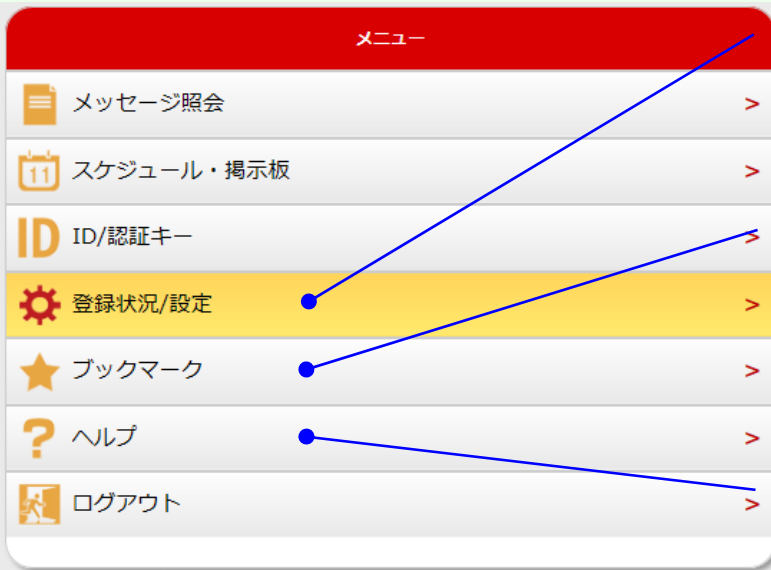 メニュー
メッセージ照会 >
11 スケジュール・掲示板 >
ID ID/認証キー >
登録状況/設定 >
ブックマーク >
? ヘルプ >
ログアウト >